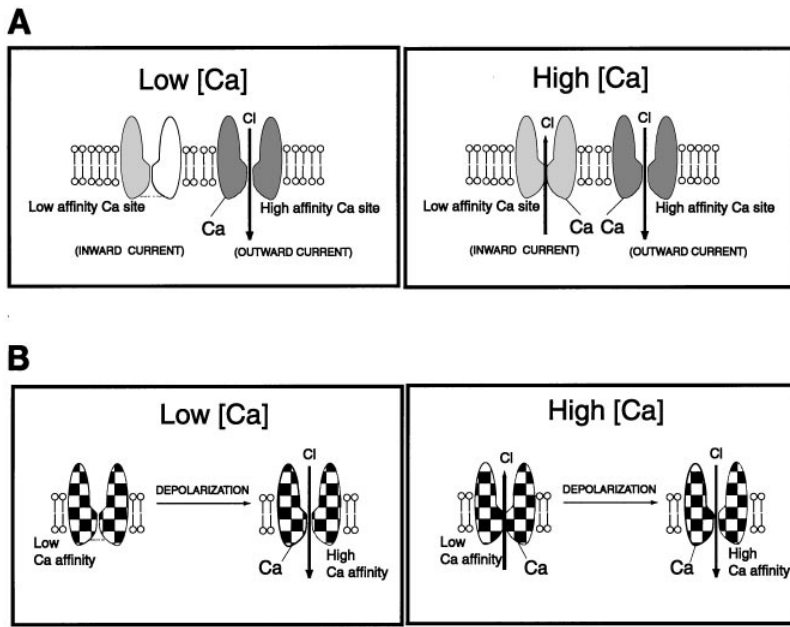 A
Low [Ca]
Cl
Low affinity Ca site
High affinity Ca site
Ca
(INWARD CURRENT)
(OUTWARD CURRENT)
High [Ca]
Cl
Cl
Low affinity Ca site
High affinity Ca site
Ca
Ca
(INWARD CURRENT)
(OUTWARD CURRENT)
B
Low [Ca]
Cl
DEPOLARIZATION
Low
Ca affinity
High
Ca affinity
Ca
High [Ca]
Cl
Cl
DEPOLARIZATION
Low
Ca affinity
High
Ca affinity
Ca
Ca